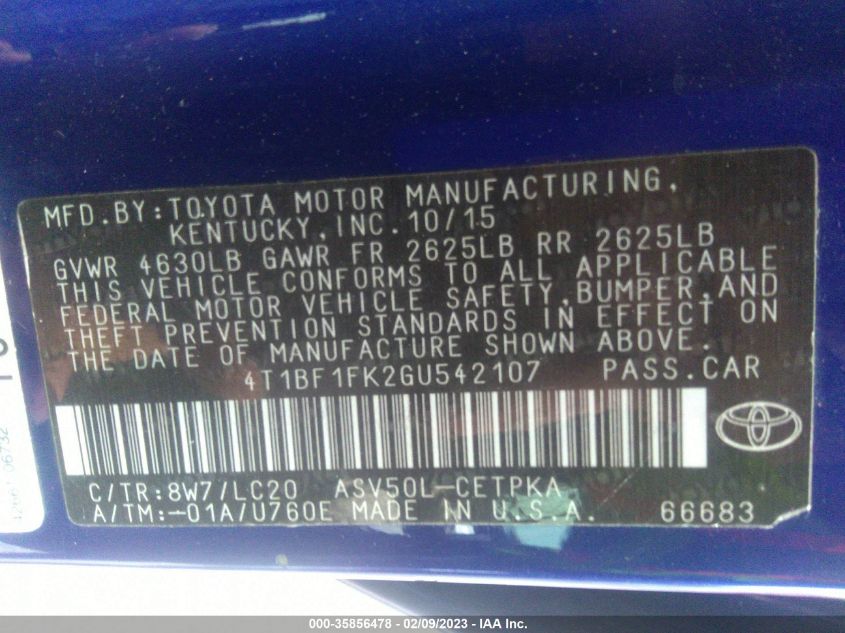 MFD.BY:TOYOTA MOTOR MANUFACTURING,
KENTUCKY,INC.10/15
GVWR 4630LB GAWR FR 2625LB RR 2625LB
THIS VEHICLE CONFORMS TO ALL APPLICABLE
FEDERAL MOTOR VEHICLE SAFETY,BUMPER,AND
THEFT PREVENTION STANDARDS IN EFFECT ON
THE DATE OF MANUFACTURE SHOWN ABOVE.
4T1BF1FK2GU542107 PASS.CAR
C/TR:8W7/LC20 ASV50L-CETPKA
A/TM:-01A/U760E MADE IN U.S.A. 66683
000-35856478 - 02/09/2023 - IAA Inc.